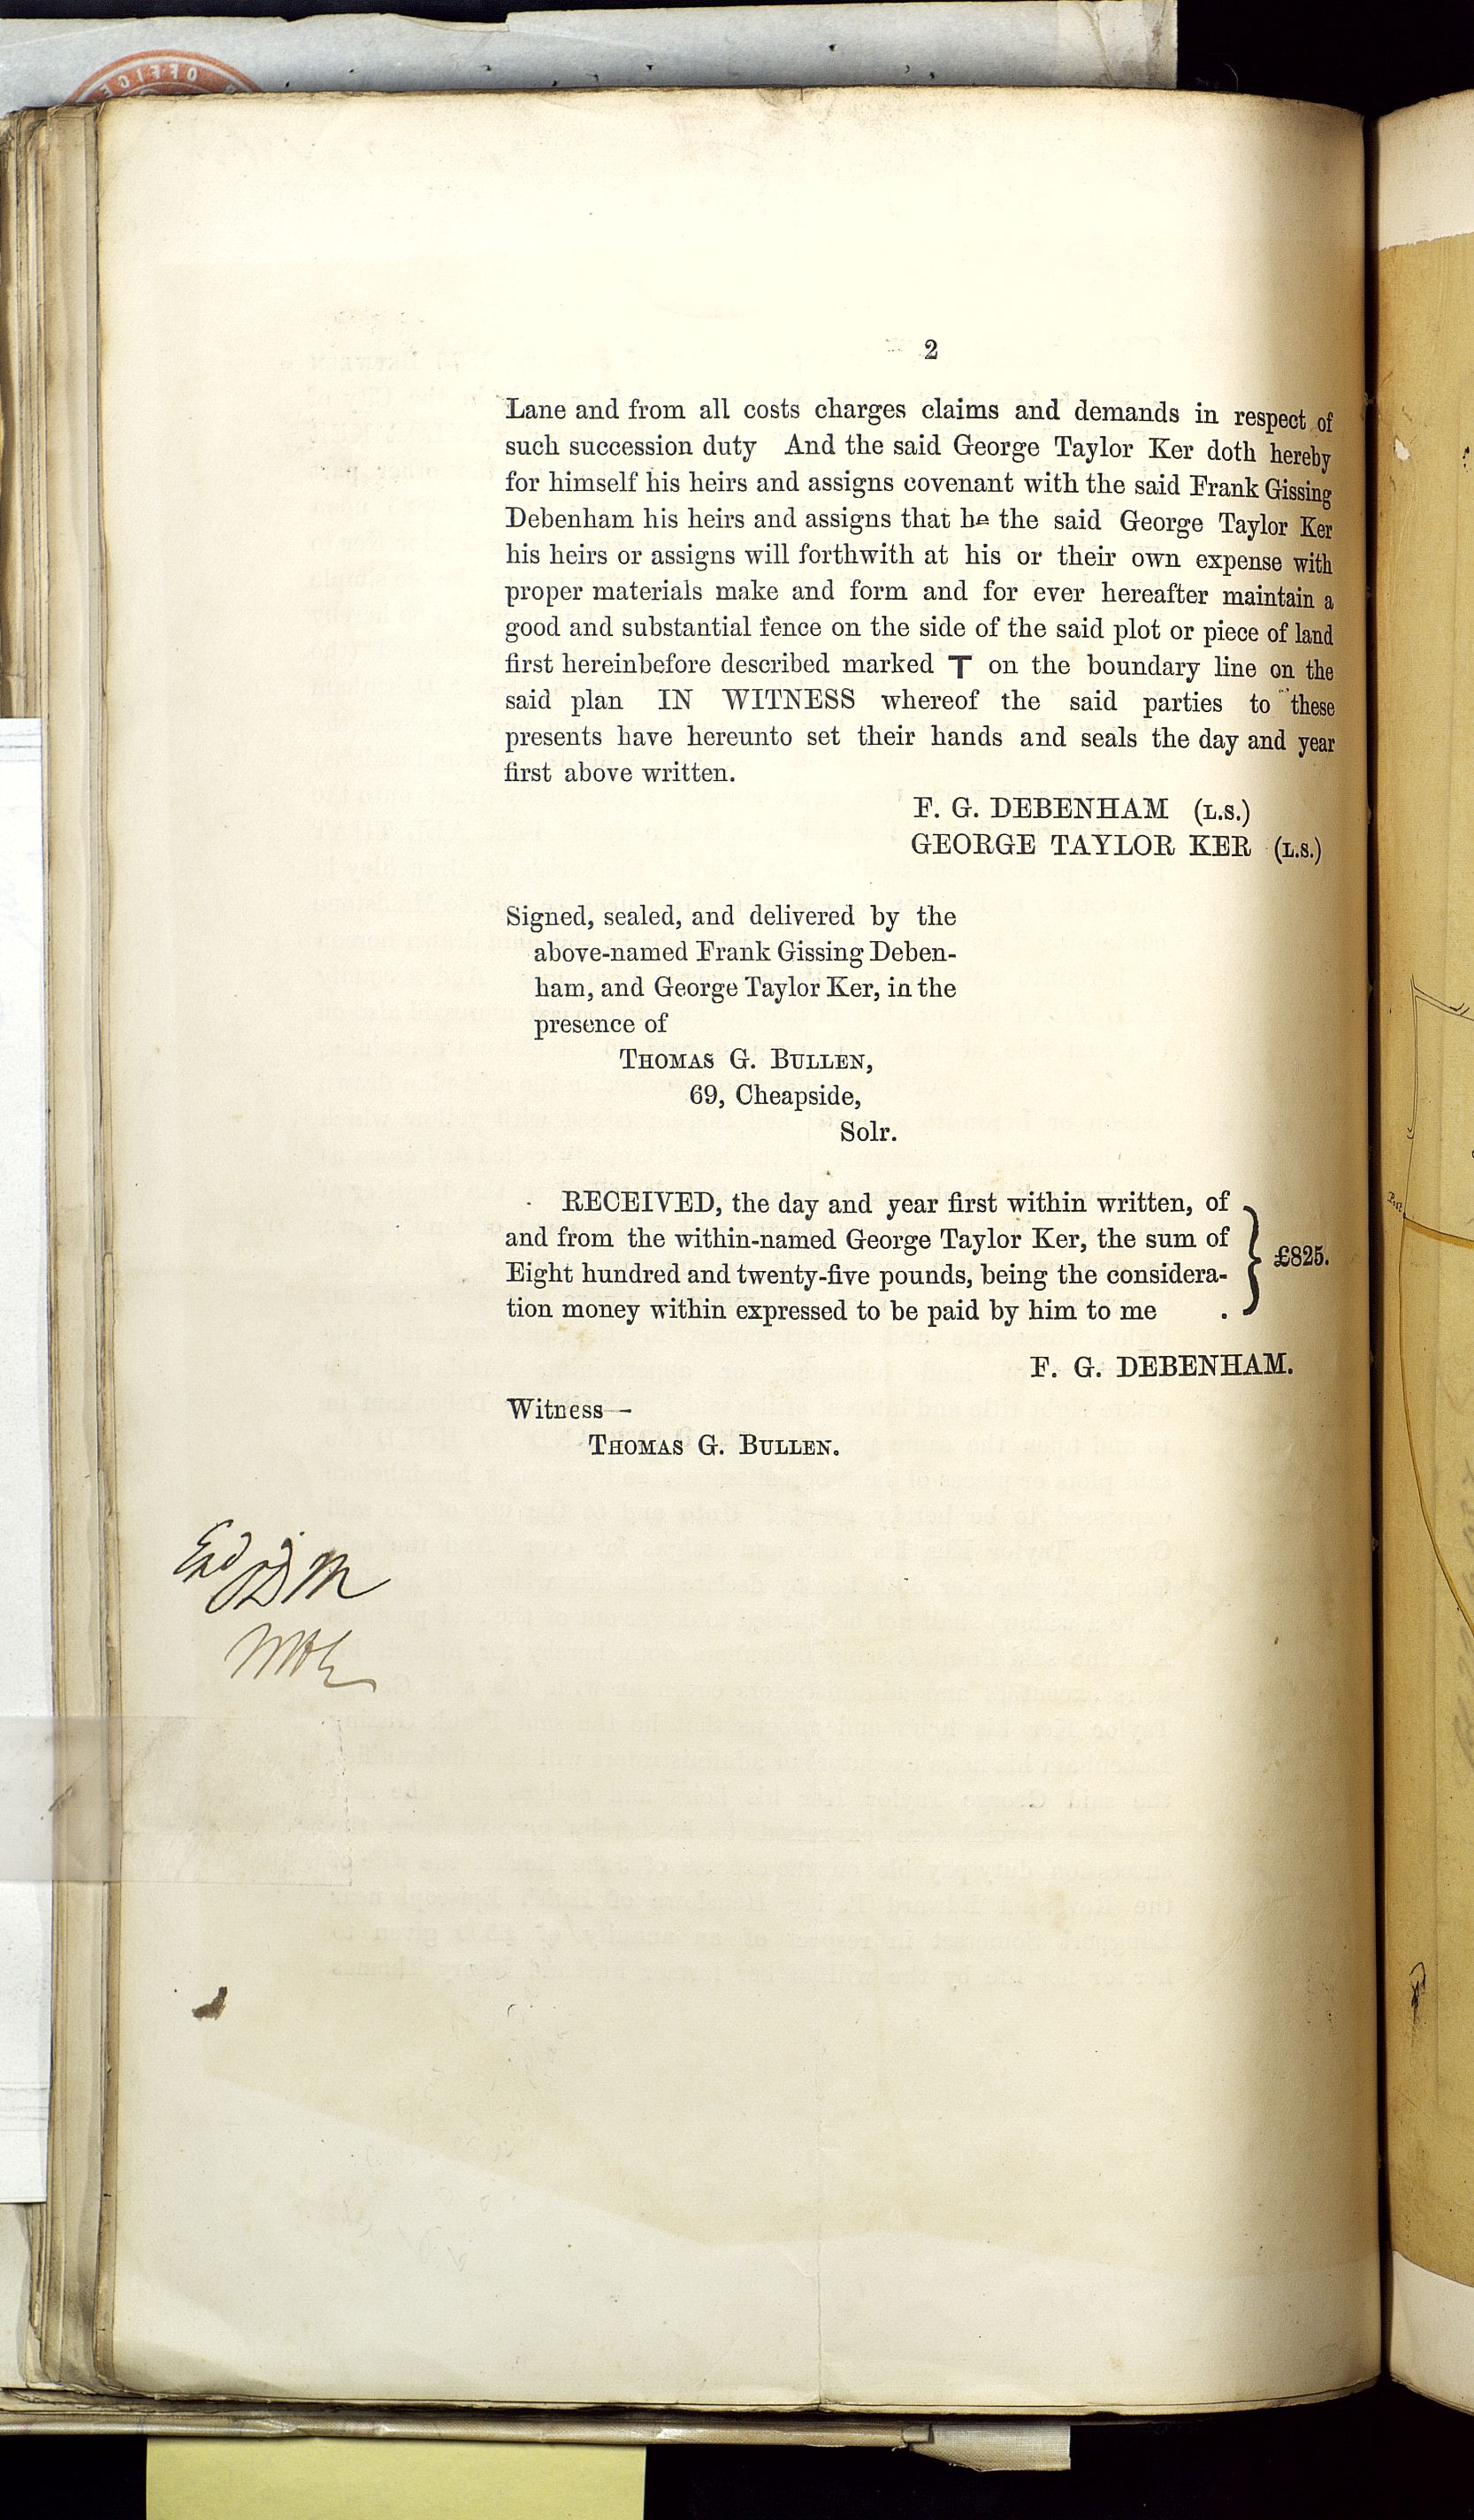 OFFICE
2
Lane and from all costs charges claims and demands in respect of
such succession duty And the said George Taylor Ker doth hereby
for himself his heirs and assigns covenant with the said Frank Gissing
Debenham his heirs and assigns that he the said George Taylor Ker
his heirs or assigns will forthwith at his or their own expense with
proper materials make and form and for ever hereafter maintain a
good and substantial fence on the side of the said plot or piece of land
first hereinbefore described marked T on the boundary line on the
said plan IN WITNESS whereof the said parties to these
presents have hereunto set their hands and seals the day and year
first above written.
F. G. DEBENHAM (L.S.)
GEORGE TAYLOR KER (L.S.)
Signed, sealed, and delivered by the
above-named Frank Gissing Deben-
ham, and George Taylor Ker, in the
presence of
THOMAS G. BULLEN,
69, Cheapside,
Solr.
RECEIVED, the day and year first within written, of
and from the within-named George Taylor Ker, the sum of
Eight hundred and twenty-five pounds, being the considera-
tion money within expressed to be paid by him to me .
£825.
F. G. DEBENHAM.
Witness—
THOMAS G. BULLEN.